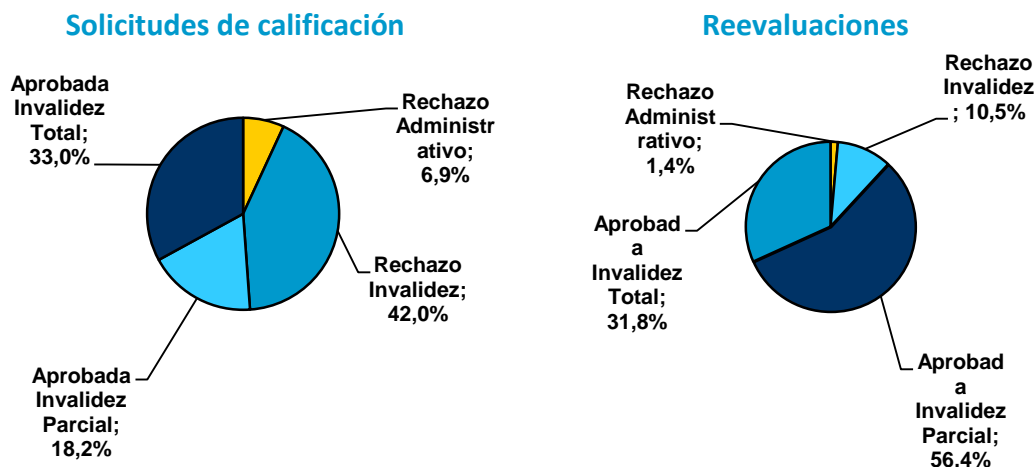 Solicitudes de calificación
Aprobada
Invalidez
Total;
33,0%
Rechazo
Administr
ativo;
6,9%
Rechazo
Invalidez;
42,0%
Aprobada
Invalidez
Parcial;
18,2%
Reevaluaciones
Rechazo
Administ
rativo;
1,4%
Rechazo
Invalidez
; 10,5%
Aprobad
a
Invalidez
Total;
31,8%
Aprobad
a
Invalidez
Parcial;
56,4%